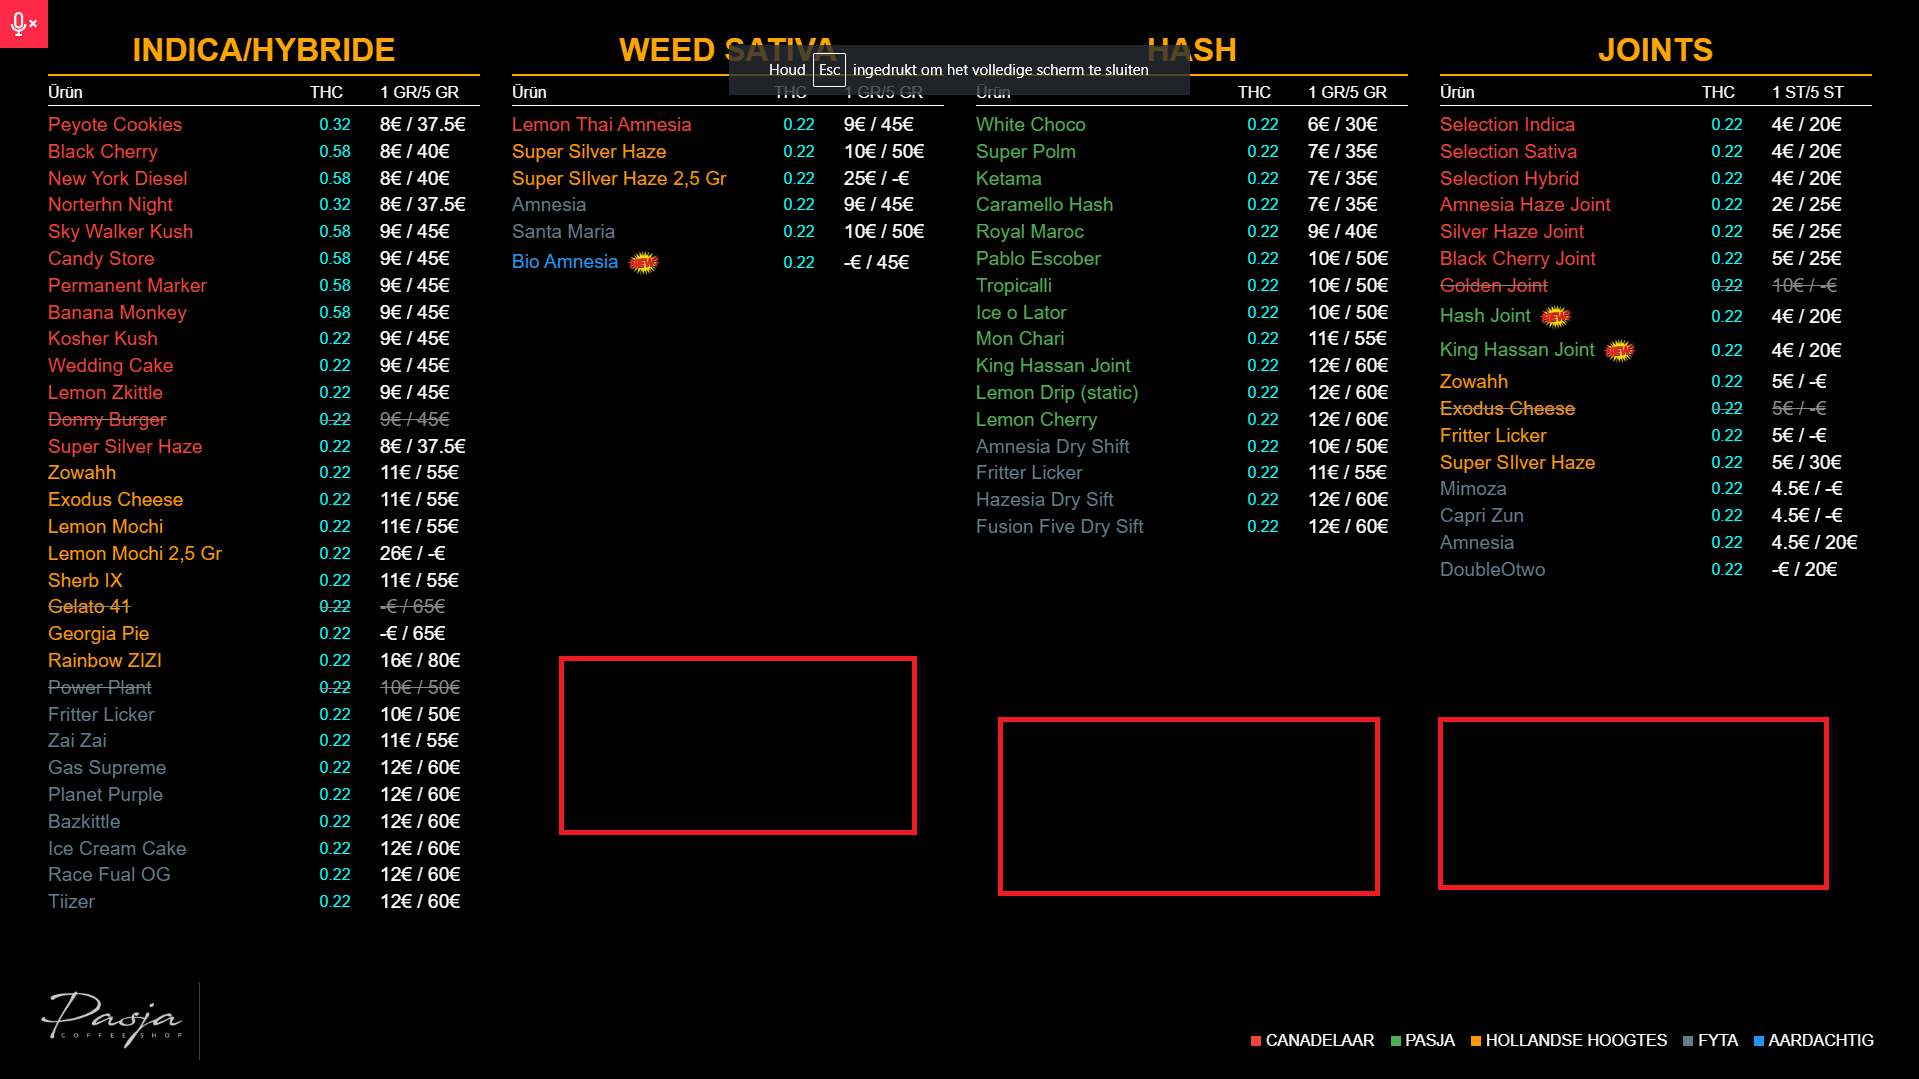 INDICA/HYBRIDE
Ürün THC 1 GR/5 GR
Peyote Cookies 0.32 8€ / 37.5€
Black Cherry 0.58 8€ / 40€
New York Diesel 0.58 8€ / 40€
Norterhn Night 0.32 8€ / 37.5€
Sky Walker Kush 0.58 9€ / 45€
Candy Store 0.58 9€ / 45€
Permanent Marker 0.58 9€ / 45€
Banana Monkey 0.58 9€ / 45€
Kosher Kush 0.22 9€ / 45€
Wedding Cake 0.22 9€ / 45€
Lemon Zkittle 0.22 9€ / 45€
Donny Burger 0.22 9€ / 45€
Super Silver Haze 0.22 8€ / 37.5€
Zowahh 0.22 11€ / 55€
Exodus Cheese 0.22 11€ / 55€
Lemon Mochi 0.22 11€ / 55€
Lemon Mochi 2,5 Gr 0.22 26€ / -€
Sherb IX 0.22 11€ / 55€
Gelato 41 0.22 -€ / 65€
Georgia Pie 0.22 -€ / 65€
Rainbow ZIZI 0.22 16€ / 80€
Power Plant 0.22 10€ / 50€
Fritter Licker 0.22 10€ / 50€
Zai Zai 0.22 11€ / 55€
Gas Supreme 0.22 12€ / 60€
Planet Purple 0.22 12€ / 60€
Bazkittle 0.22 12€ / 60€
Ice Cream Cake 0.22 12€ / 60€
Race Fual OG 0.22 12€ / 60€
Tiizer 0.22 12€ / 60€
WEED SATIVA
Houd Esc ingedrukt om het volledige scherm te sluiten
Ürün THC 1 GR/5 GR
Lemon Thai Amnesia 0.22 9€ / 45€
Super Silver Haze 0.22 10€ / 50€
Super SIlver Haze 2,5 Gr 0.22 25€ / -€
Amnesia 0.22 9€ / 45€
Santa Maria 0.22 10€ / 50€
Bio Amnesia NEW 0.22 -€ / 45€
HASH
Ürün THC 1 GR/5 GR
White Choco 0.22 6€ / 30€
Super Polm 0.22 7€ / 35€
Ketama 0.22 7€ / 35€
Caramello Hash 0.22 7€ / 35€
Royal Maroc 0.22 9€ / 40€
Pablo Escober 0.22 10€ / 50€
Tropicalli 0.22 10€ / 50€
Ice o Lator 0.22 10€ / 50€
Mon Chari 0.22 11€ / 55€
King Hassan Joint 0.22 12€ / 60€
Lemon Drip (static) 0.22 12€ / 60€
Lemon Cherry 0.22 12€ / 60€
Amnesia Dry Shift 0.22 10€ / 50€
Fritter Licker 0.22 11€ / 55€
Hazesia Dry Sift 0.22 12€ / 60€
Fusion Five Dry Sift 0.22 12€ / 60€
JOINTS
Ürün THC 1 ST/5 ST
Selection Indica 0.22 4€ / 20€
Selection Sativa 0.22 4€ / 20€
Selection Hybrid 0.22 4€ / 20€
Amnesia Haze Joint 0.22 2€ / 25€
Silver Haze Joint 0.22 5€ / 25€
Black Cherry Joint 0.22 5€ / 25€
Golden Joint 0.22 10€ / -€
Hash Joint NEW 0.22 4€ / 20€
King Hassan Joint NEW 0.22 4€ / 20€
Zowahh 0.22 5€ / -€
Exodus Cheese 0.22 5€ / -€
Fritter Licker 0.22 5€ / -€
Super SIlver Haze 0.22 5€ / 30€
Mimoza 0.22 4.5€ / -€
Capri Zun 0.22 4.5€ / -€
Amnesia 0.22 4.5€ / 20€
DoubleOtwo 0.22 -€ / 20€
Pasja
COFFEESHOP
CANADELAAR PASJA HOLLANDSE HOOGTES FYTA AARDACHTIG